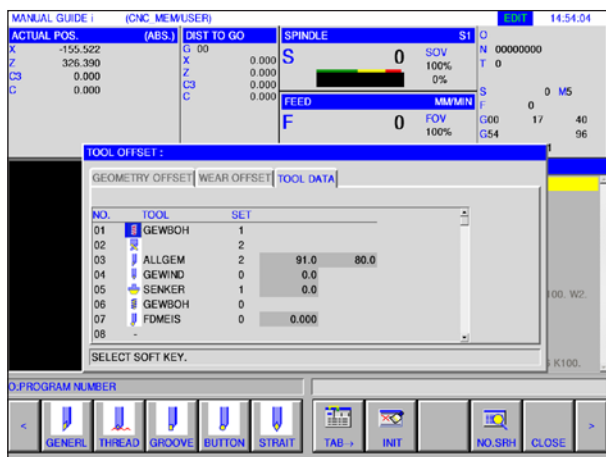 MANUAL GUIDE i (CNC_MEM/USER) EDIT 14:54:04
ACTUAL POS. (ABS.) DIST TO GO SPINDLE S1 O
X -155.522 G 00 N 00000000
Z 326.390 X 0.000 S 0 SOV T 0
C3 0.000 Z 0.000 100%
C 0.000 C3 0.000 0%
C 0.000 S 0 M5
FEED MM/MIN F 0
F 0 FOV G00 17 40
100% G54 96
1
TOOL OFFSET :
GEOMETRY OFFSET WEAR OFFSET TOOL DATA
NO. TOOL SET
01 GEWBOH 1
02 2
03 ALLGEM 2 91.0 80.0
04 GEWIND 0 0.0
05 SENKER 1 0.0
06 GEWBOH 0
07 FDMEIS 0 0.000
08 -
100. W2.
K100.
SELECT SOFT KEY.
O:PROGRAM NUMBER
< GENERL THREAD GROOVE BUTTON STRAIT TAB→ INIT NO.SRH CLOSE >